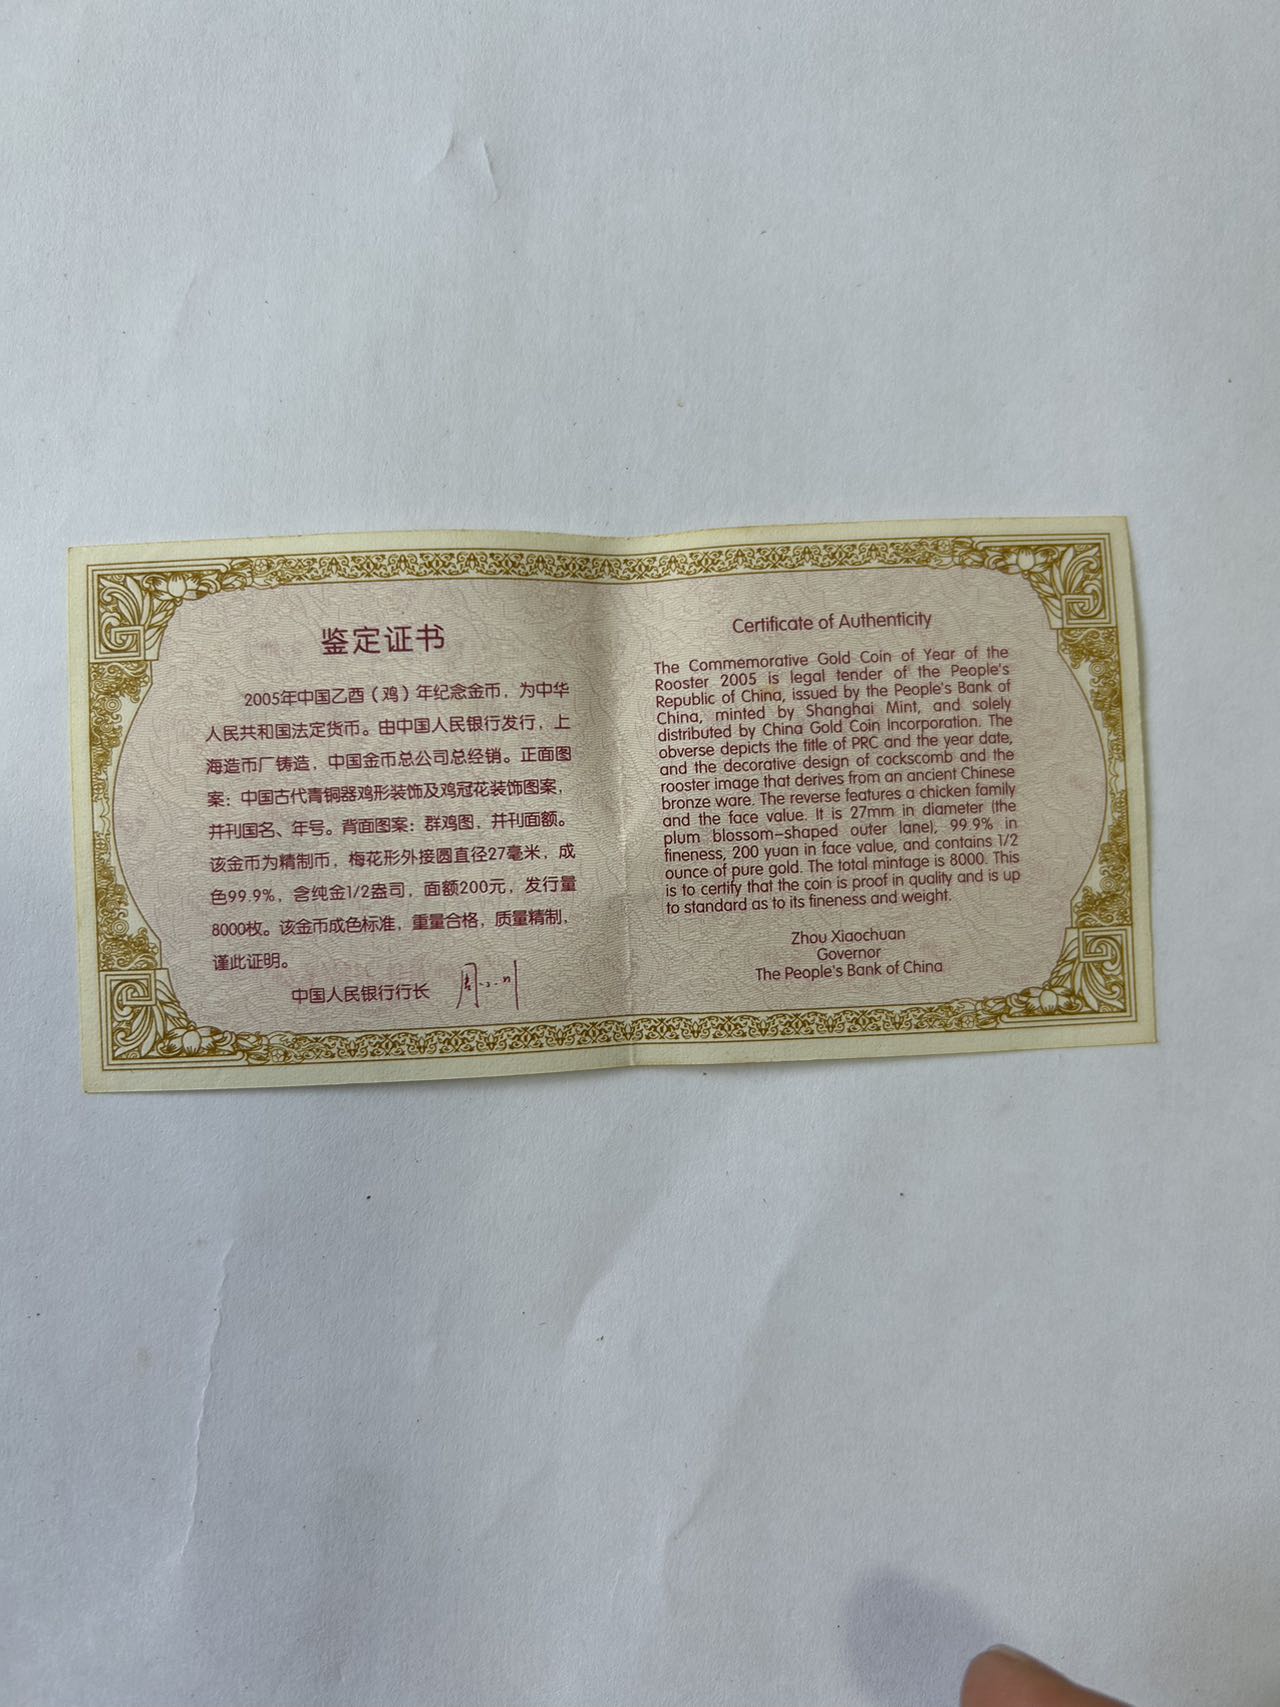 鉴定证书
2005年中国乙酉（鸡）年纪念金币，为中华
人民共和国法定货币。由中国人民银行发行，上
海造币厂铸造，中国金币总公司总经销。正面图
案：中国古代青铜器鸡形装饰及鸡冠花装饰图案，
并刊国名、年号。背面图案：群鸡图，并刊面额。
该金币为精制币，梅花形外接圆直径27毫米，成
色99.9%，含纯金1/2盎司，面额200元，发行量
8000枚。该金币成色标准，重量合格，质量精制，
谨此证明。
中国人民银行行长
Certificate of Authenticity
The Commemorative Gold Coin of Year of the
Rooster 2005 is legal tender of the People's
Republic of China, issued by the People's Bank of
China, minted by Shanghai Mint, and solely
distributed by China Gold Coin Incorporation. The
obverse depicts the title of PRC and the year date,
and the decorative design of cockscomb and the
rooster image that derives from an ancient Chinese
bronze ware. The reverse features a chicken family
and the face value. It is 27mm in diameter (the
plum blossom-shaped outer lane), 99.9% in
fineness, 200 yuan in face value, and contains 1/2
ounce of pure gold. The total mintage is 8000. This
is to certify that the coin is proof in quality and is up
to standard as to its fineness and weight.
Zhou Xiaochuan
Governor
The People's Bank of China